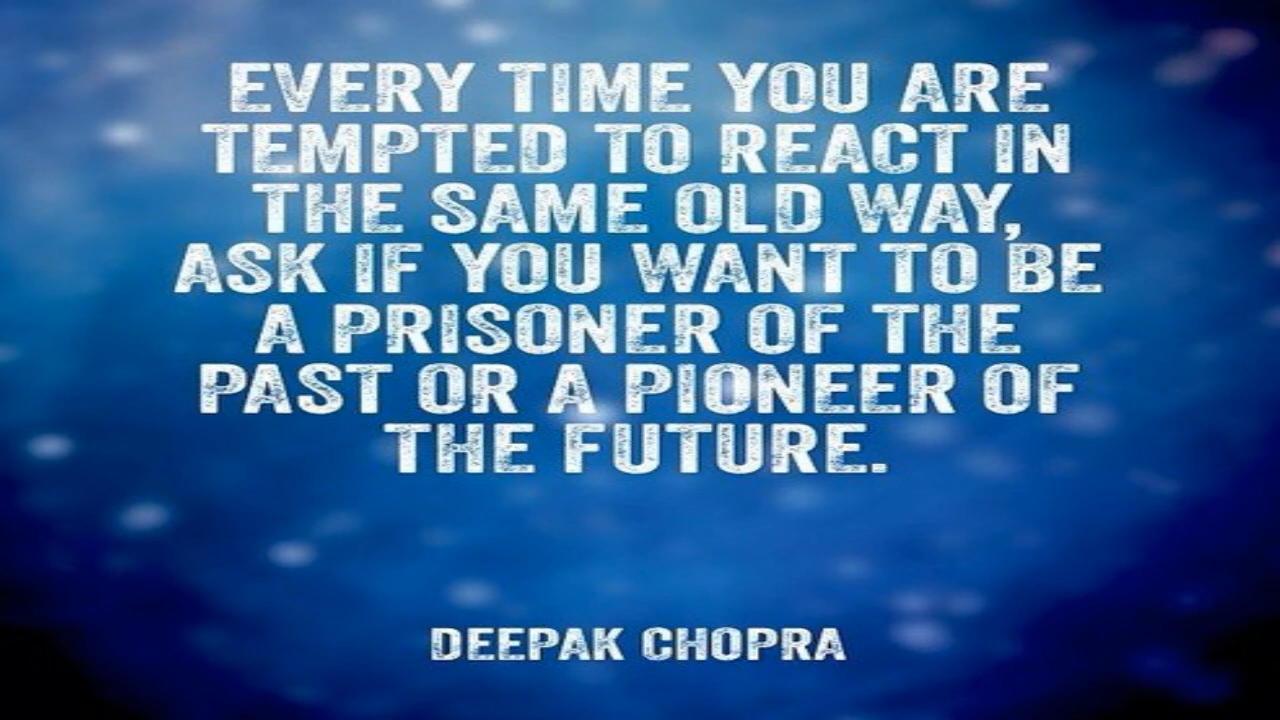 EVERY TIME YOU ARE
TEMPTED TO REACT IN
THE SAME OLD WAY,
ASK IF YOU WANT TO BE
A PRISONER OF THE
PAST OR A PIONEER OF
THE FUTURE.
DEEPAK CHOPRA